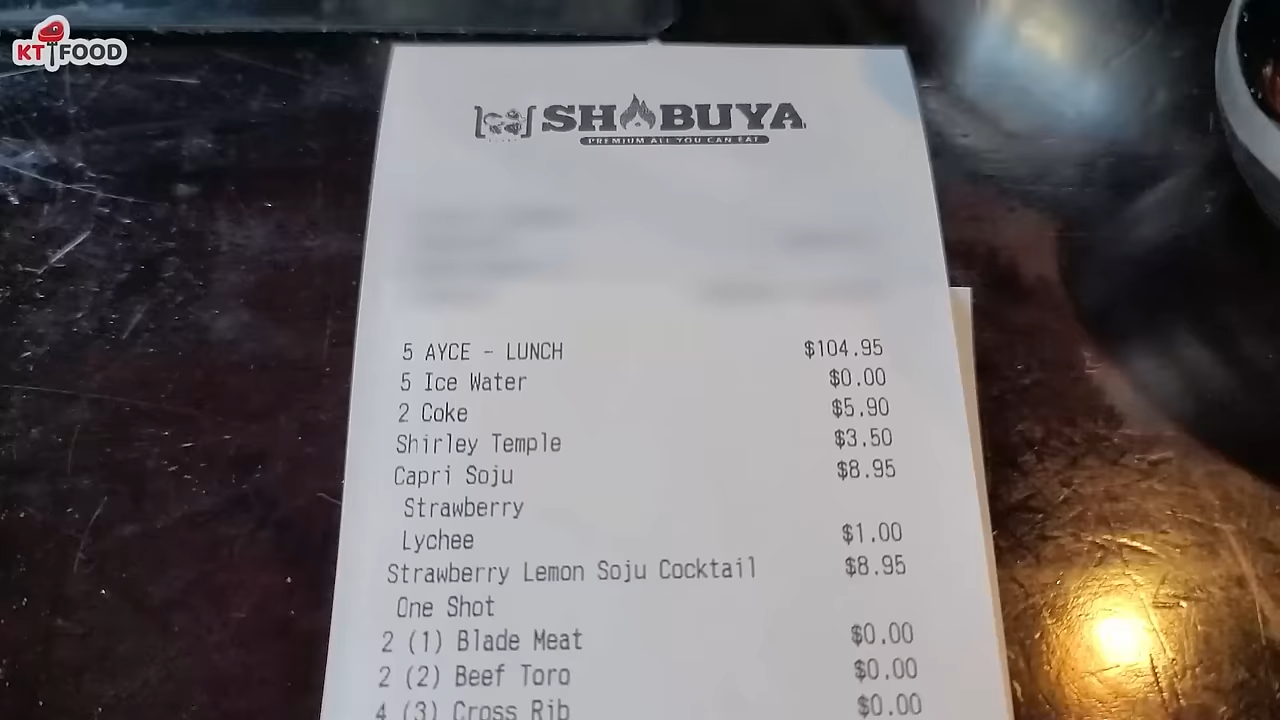 KT FOOD
SHABUYA
PREMIUM ALL YOU CAN EAT
5 AYCE - LUNCH $104.95
5 Ice Water $0.00
2 Coke $5.90
Shirley Temple $3.50
Capri Soju $8.95
Strawberry
Lychee $1.00
Strawberry Lemon Soju Cocktail $8.95
One Shot
2 (1) Blade Meat $0.00
2 (2) Beef Toro $0.00
4 (3) Cross Rib $0.00